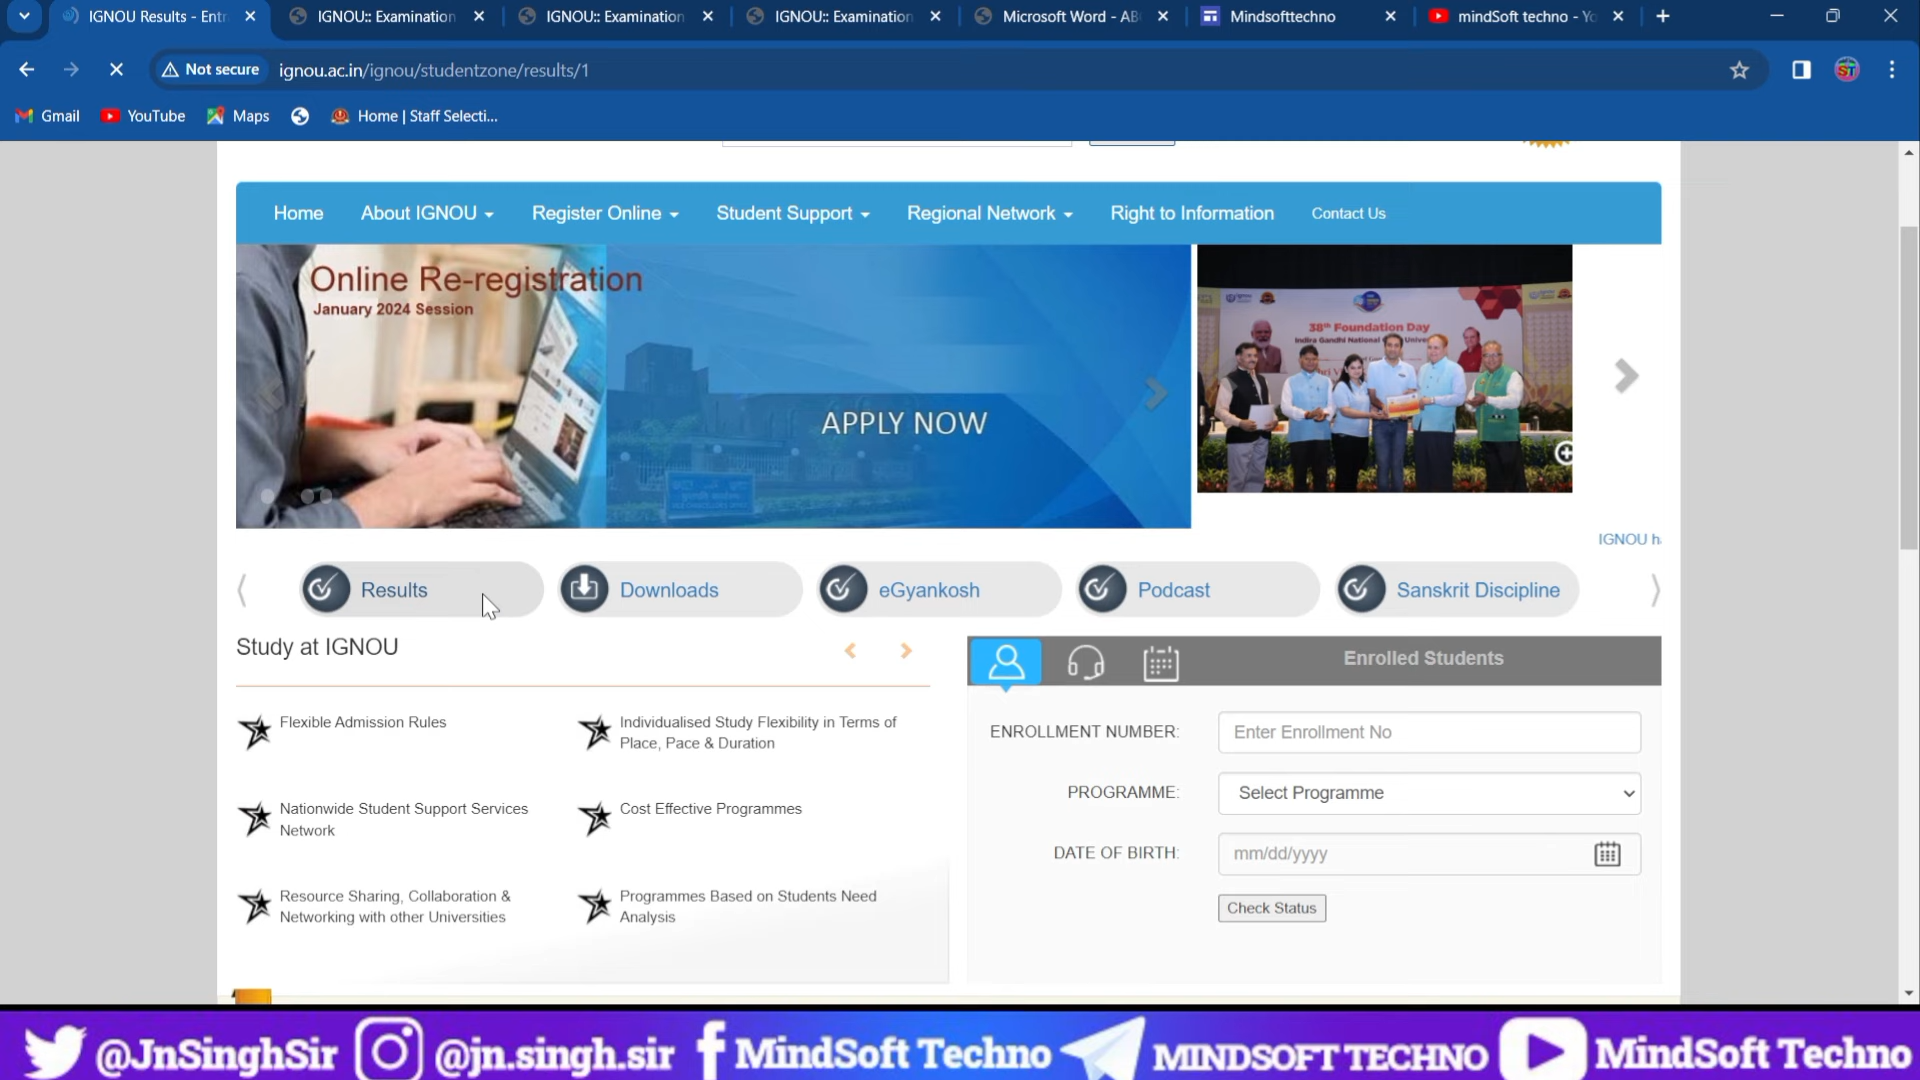 IGNOU Results - Entr
IGNOU:: Examination
IGNOU:: Examination
IGNOU:: Examination
Microsoft Word - AB
Mindsofttechno
mindSoft techno - Yo
Not secure
ignou.ac.in/ignou/studentzone/results/1
ST
Gmail
YouTube
Maps
Home | Staff Selecti...
Home
About IGNOU
Register Online
Student Support
Regional Network
Right to Information
Contact Us
Online Re-registration
January 2024 Session
APPLY NOW
38th Foundation Day
IGNOU h
Results
Downloads
eGyankosh
Podcast
Sanskrit Discipline
Study at IGNOU
Flexible Admission Rules
Individualised Study Flexibility in Terms of
Place, Pace & Duration
Nationwide Student Support Services
Network
Cost Effective Programmes
Resource Sharing, Collaboration &
Networking with other Universities
Programmes Based on Students Need
Analysis
Enrolled Students
ENROLLMENT NUMBER:
Enter Enrollment No
PROGRAMME:
Select Programme
DATE OF BIRTH:
mm/dd/yyyy
Check Status
@JnSinghSir
@jn.singh.sir
MindSoft Techno
MINDSOFT TECHNO
MindSoft Techno